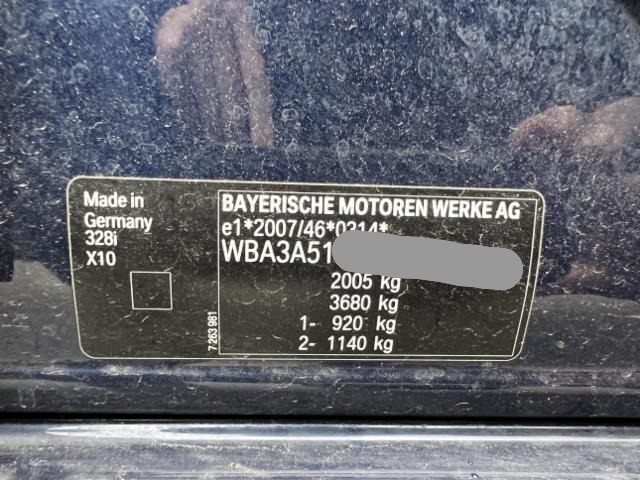 Made in
Germany
328i
X10
7 263 981
BAYERISCHE MOTOREN WERKE AG
e1*2007/46*0314*
WBA3A51
2005 kg
3680 kg
1- 920 kg
2- 1140 kg